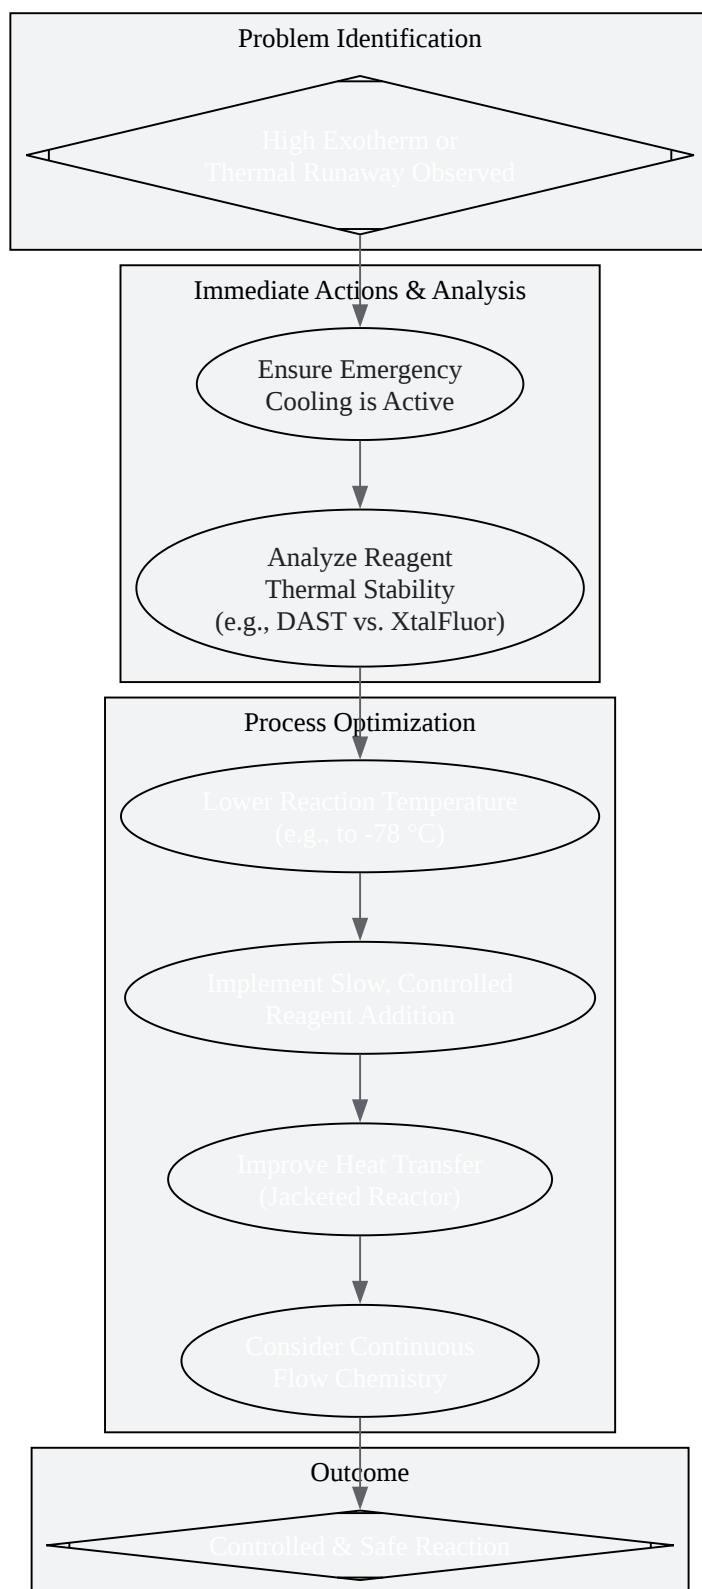 Problem Identification
High Exotherm or
Thermal Runaway Observed
Immediate Actions & Analysis
Ensure Emergency
Cooling is Active
Analyze Reagent
Thermal Stability
(e.g., DAST vs. XtalFluor)
Process Optimization
Lower Reaction Temperature
(e.g., to -78 °C)
Implement Slow, Controlled
Reagent Addition
Improve Heat Transfer
(Jacketed Reactor)
Consider Continuous
Flow Chemistry
Outcome
Controlled & Safe Reaction